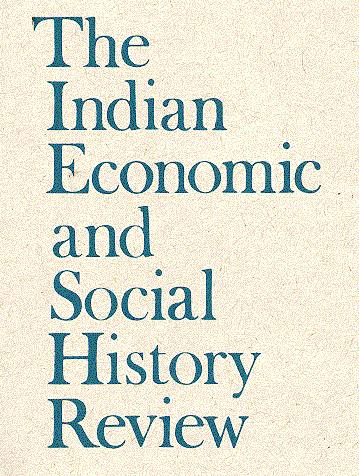 The
Indian
Economic
and
Social
History
Review